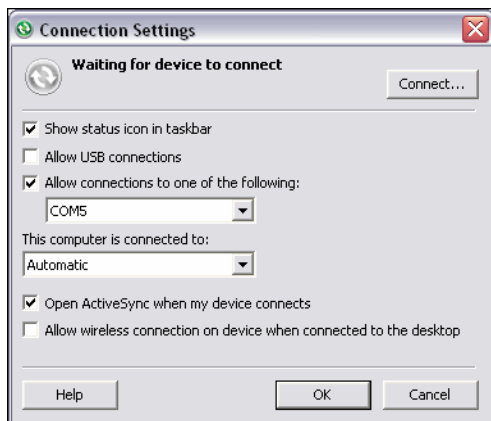 Connection Settings
Waiting for device to connect
Connect...
Show status icon in taskbar
Allow USB connections
Allow connections to one of the following:
COM5
This computer is connected to:
Automatic
Open ActiveSync when my device connects
Allow wireless connection on device when connected to the desktop
Help
OK
Cancel